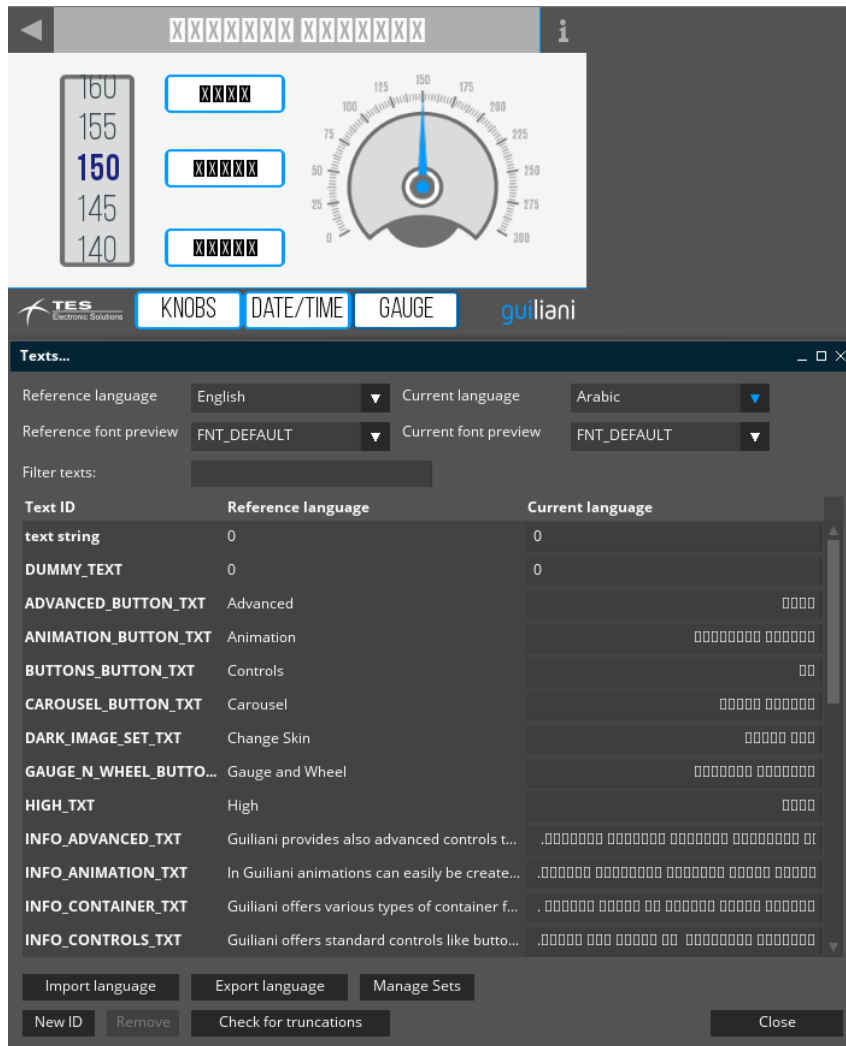 i
160
155
150
145
140
0
25
50
75
100
125
150
175
200
225
250
275
300
TES
Electronic Solutions
KNOBS
DATE/TIME
GAUGE
guiliani
Texts...
Reference language English Current language Arabic
Reference font preview FNT_DEFAULT Current font preview FNT_DEFAULT
Filter texts:
Text ID Reference language Current language
text string 0 0
DUMMY_TEXT 0 0
ADVANCED_BUTTON_TXT Advanced
ANIMATION_BUTTON_TXT Animation
BUTTONS_BUTTON_TXT Controls
CAROUSEL_BUTTON_TXT Carousel
DARK_IMAGE_SET_TXT Change Skin
GAUGE_N_WHEEL_BUTTO... Gauge and Wheel
HIGH_TXT High
INFO_ADVANCED_TXT Guiliani provides also advanced controls t...
INFO_ANIMATION_TXT In Guiliani animations can easily be create...
INFO_CONTAINER_TXT Guiliani offers various types of container f...
INFO_CONTROLS_TXT Guiliani offers standard controls like butto...
Import language Export language Manage Sets
New ID Remove Check for truncations Close